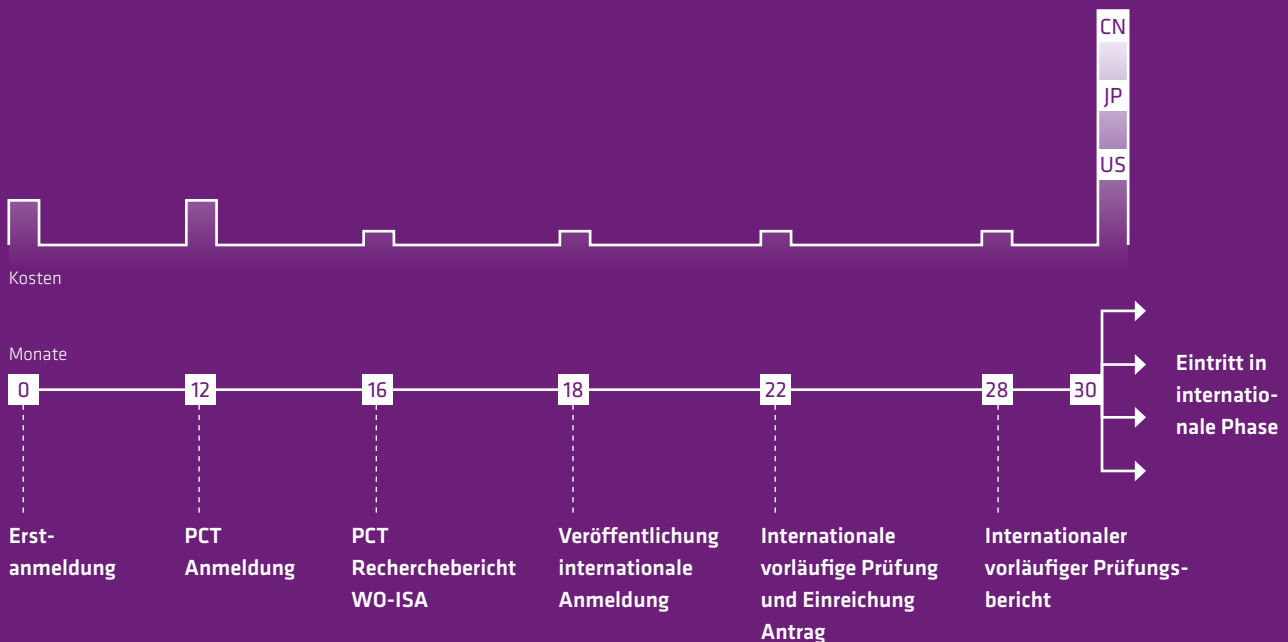 CN
JP
US
Kosten
Monate
0
12
16
18
22
28
30
Eintritt in
internatio-
nale Phase
Erst-
anmeldung
PCT
Anmeldung
PCT
Recherchebericht
WO-ISA
Veröffentlichung
internationale
Anmeldung
Internationale
vorläufige Prüfung
und Einreichung
Antrag
Internationaler
vorläufiger Prüfungs-
bericht